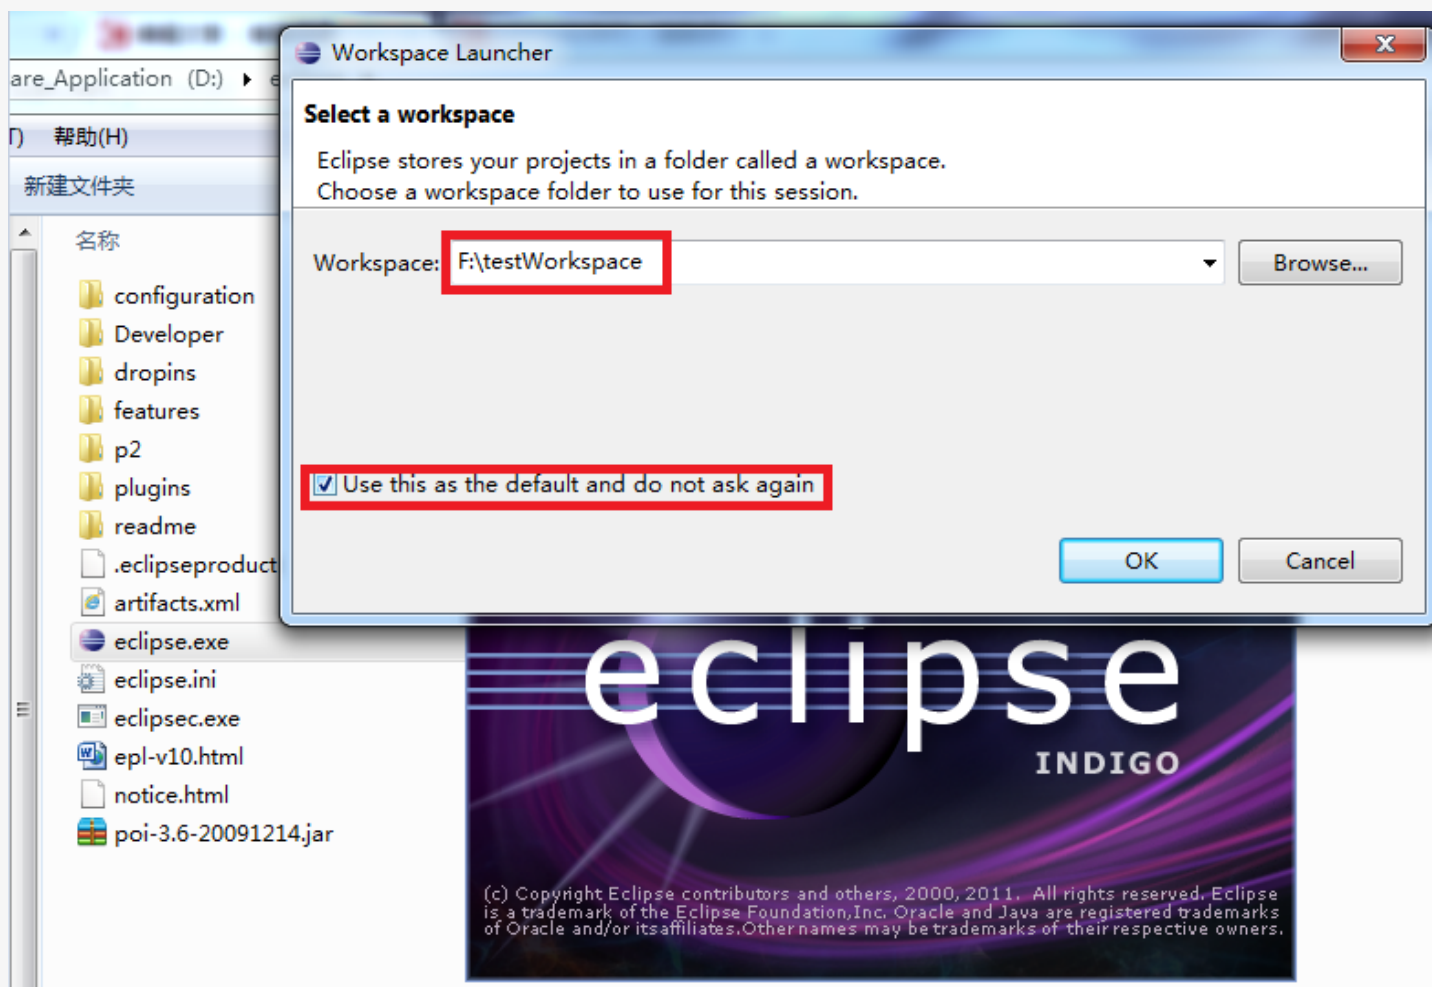 Workspace Launcher
are_Application (D:)
Select a workspace
帮助(H)
Eclipse stores your projects in a folder called a workspace.
Choose a workspace folder to use for this session.
新建文件夹
名称
Workspace: F:\testWorkspace
Browse...
configuration
Developer
dropins
features
p2
plugins
readme
.eclipseproduct
artifacts.xml
eclipse.exe
eclipse.ini
eclipsec.exe
epl-v10.html
notice.html
poi-3.6-20091214.jar
Use this as the default and do not ask again
OK
Cancel
eclipse
INDIGO
(c) Copyright Eclipse contributors and others, 2000, 2011. All rights reserved. Eclipse
is a trademark of the Eclipse Foundation,Inc. Oracle and Java are registered trademarks
of Oracle and/or itsaffiliates.Other names may be trademarks of their respective owners.